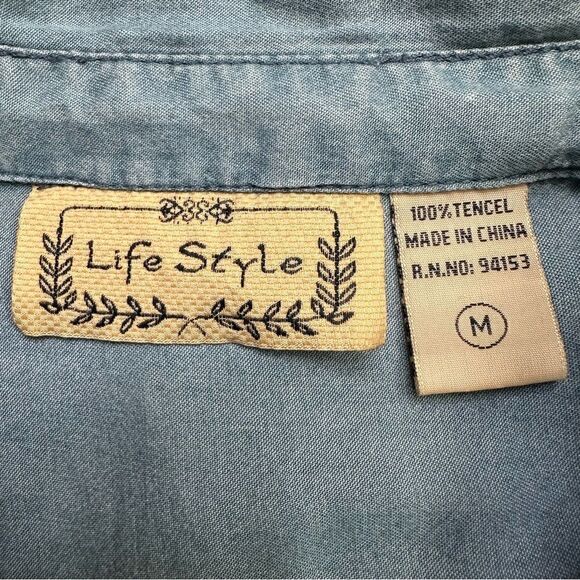 Life Style
100% TENCEL
MADE IN CHINA
R.N.NO: 94153
M